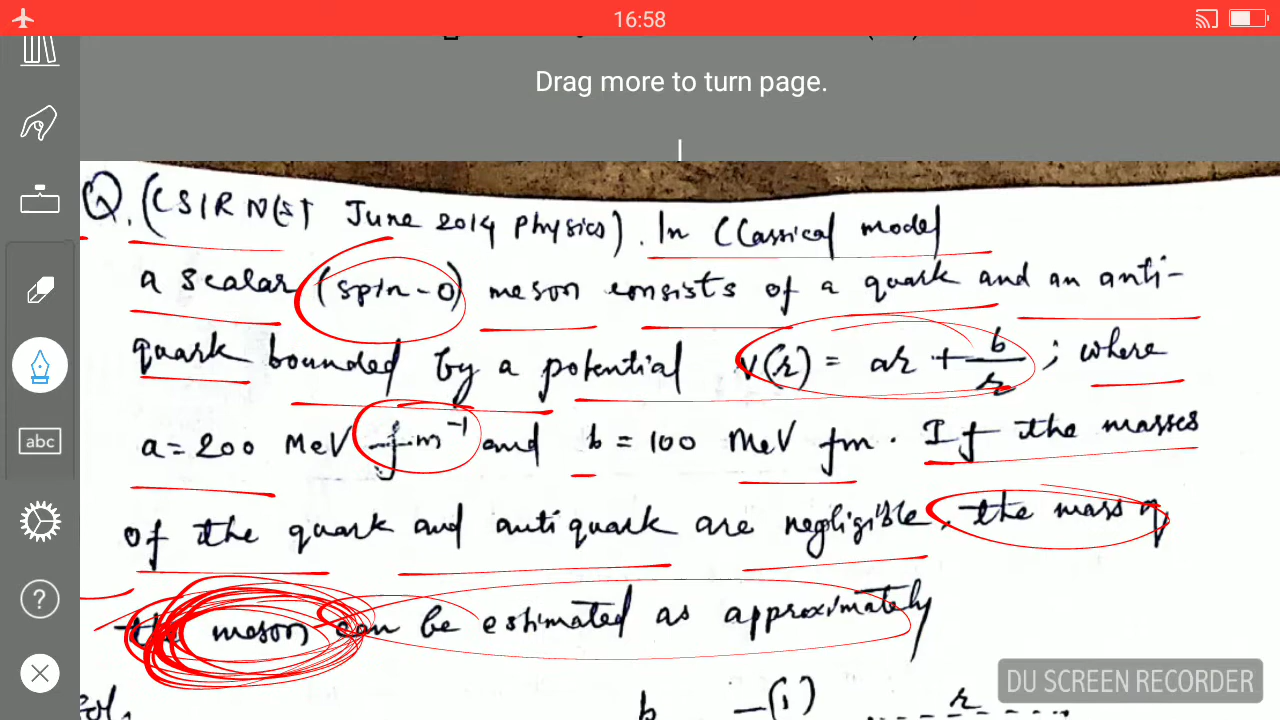 16:58
Drag more to turn page.
Q. (CSIR NET June 2014 Physics). In CClassical model
a scalar (spin-0) meson consists of a quark and an anti-
quark bounded by a potential V(r) = ar + b/r ; where
a = 200 MeV fm⁻¹ and b = 100 MeV fm. If the masses
of the quark and antiquark are negligible, the mass of
the meson can be estimated as approximately
abc
?
Sol.
b —(1) r
DU SCREEN RECORDER